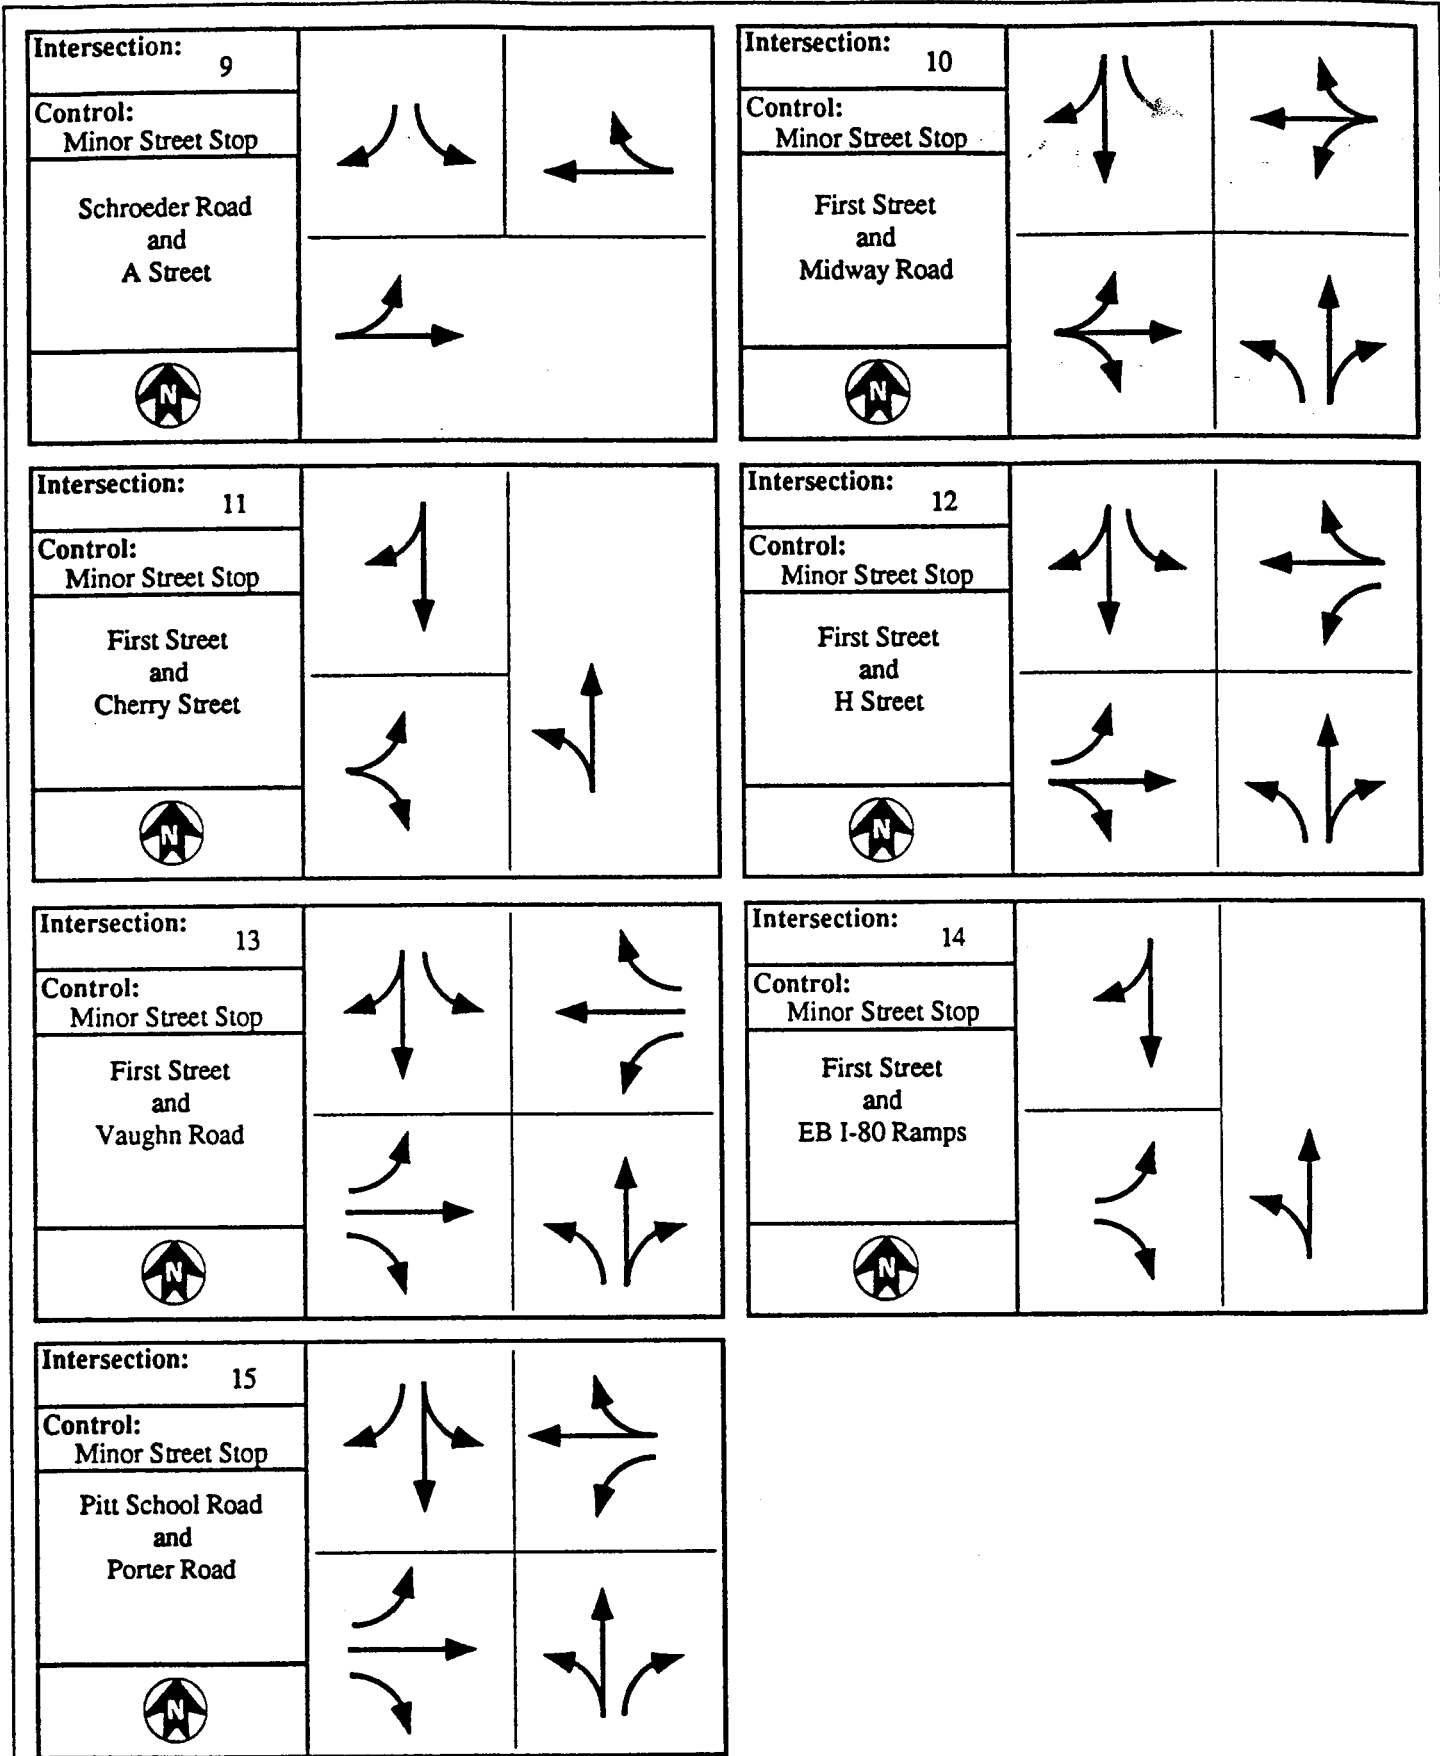 Intersection:
9
Control:
Minor Street Stop
Schroeder Road
and
A Street
N
Intersection:
10
Control:
Minor Street Stop
First Street
and
Midway Road
N
Intersection:
11
Control:
Minor Street Stop
First Street
and
Cherry Street
N
Intersection:
12
Control:
Minor Street Stop
First Street
and
H Street
N
Intersection:
13
Control:
Minor Street Stop
First Street
and
Vaughn Road
N
Intersection:
14
Control:
Minor Street Stop
First Street
and
EB I-80 Ramps
N
Intersection:
15
Control:
Minor Street Stop
Pitt School Road
and
Porter Road
N